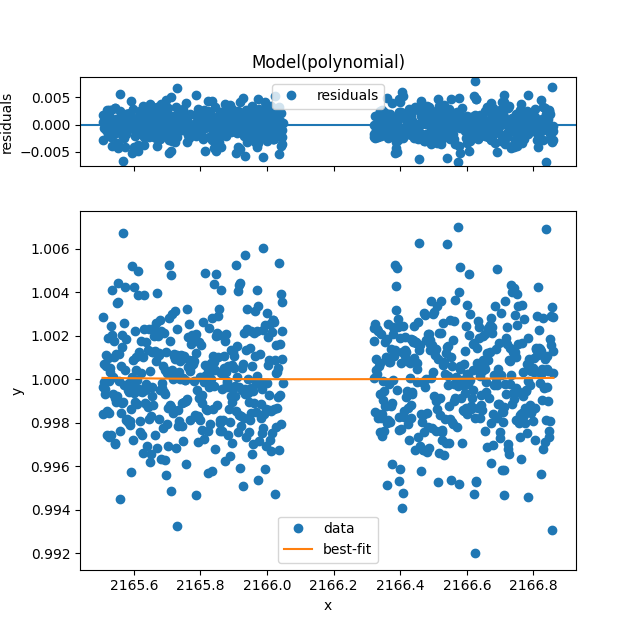 Model(polynomial)
residuals
0.005
0.000
−0.005
residuals
y
1.006
1.004
1.002
1.000
0.998
0.996
0.994
0.992
data
best-fit
2165.6 2165.8 2166.0 2166.2 2166.4 2166.6 2166.8
x